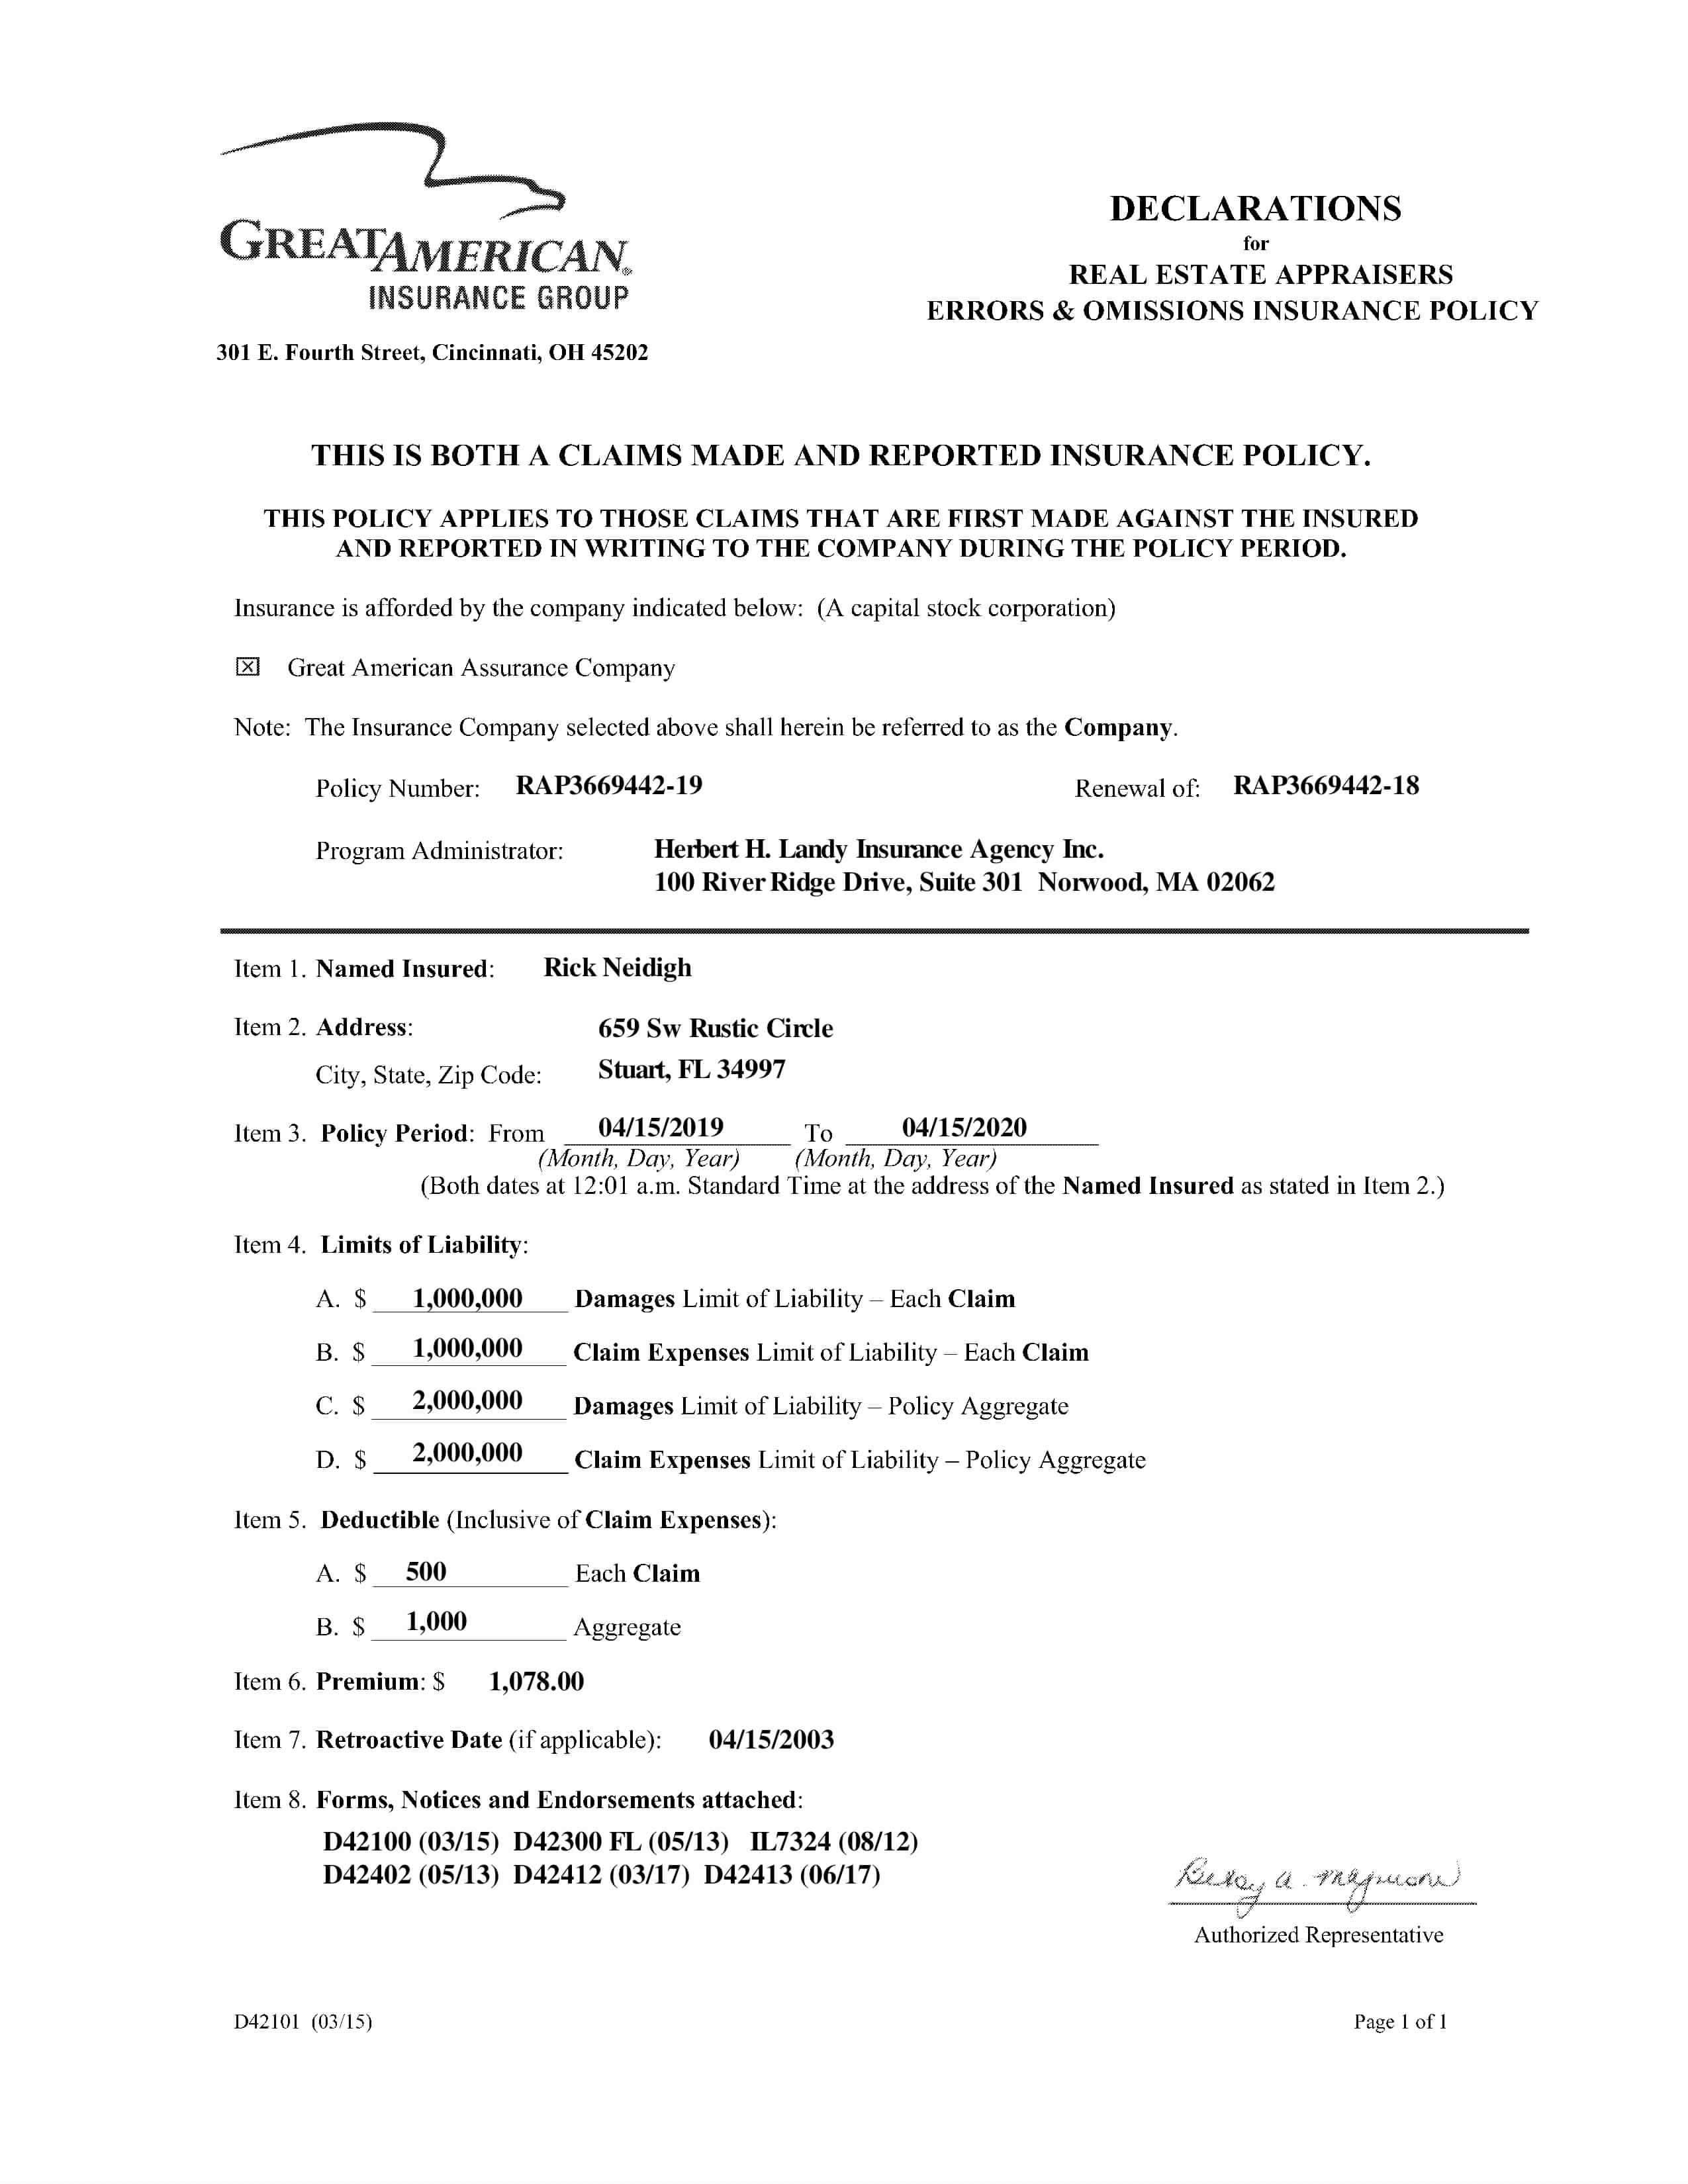 GREATAMERICAN®
INSURANCE GROUP
301 E. Fourth Street, Cincinnati, OH 45202
DECLARATIONS
for
REAL ESTATE APPRAISERS
ERRORS & OMISSIONS INSURANCE POLICY
THIS IS BOTH A CLAIMS MADE AND REPORTED INSURANCE POLICY.
THIS POLICY APPLIES TO THOSE CLAIMS THAT ARE FIRST MADE AGAINST THE INSURED
AND REPORTED IN WRITING TO THE COMPANY DURING THE POLICY PERIOD.
Insurance is afforded by the company indicated below: (A capital stock corporation)
☒ Great American Assurance Company
Note: The Insurance Company selected above shall herein be referred to as the Company.
Policy Number: RAP3669442-19 Renewal of: RAP3669442-18
Program Administrator: Herbert H. Landy Insurance Agency Inc.
100 River Ridge Drive, Suite 301 Norwood, MA 02062
Item 1. Named Insured: Rick Neidigh
Item 2. Address: 659 Sw Rustic Circle
City, State, Zip Code: Stuart, FL 34997
Item 3. Policy Period: From 04/15/2019 To 04/15/2020
(Month, Day, Year) (Month, Day, Year)
(Both dates at 12:01 a.m. Standard Time at the address of the Named Insured as stated in Item 2.)
Item 4. Limits of Liability:
A. $ 1,000,000 Damages Limit of Liability – Each Claim
B. $ 1,000,000 Claim Expenses Limit of Liability – Each Claim
C. $ 2,000,000 Damages Limit of Liability – Policy Aggregate
D. $ 2,000,000 Claim Expenses Limit of Liability – Policy Aggregate
Item 5. Deductible (Inclusive of Claim Expenses):
A. $ 500 Each Claim
B. $ 1,000 Aggregate
Item 6. Premium: $ 1,078.00
Item 7. Retroactive Date (if applicable): 04/15/2003
Item 8. Forms, Notices and Endorsements attached:
D42100 (03/15) D42300 FL (05/13) IL7324 (08/12)
D42402 (05/13) D42412 (03/17) D42413 (06/17)
Betsy A. Magnuson
Authorized Representative
D42101 (03/15) Page 1 of 1